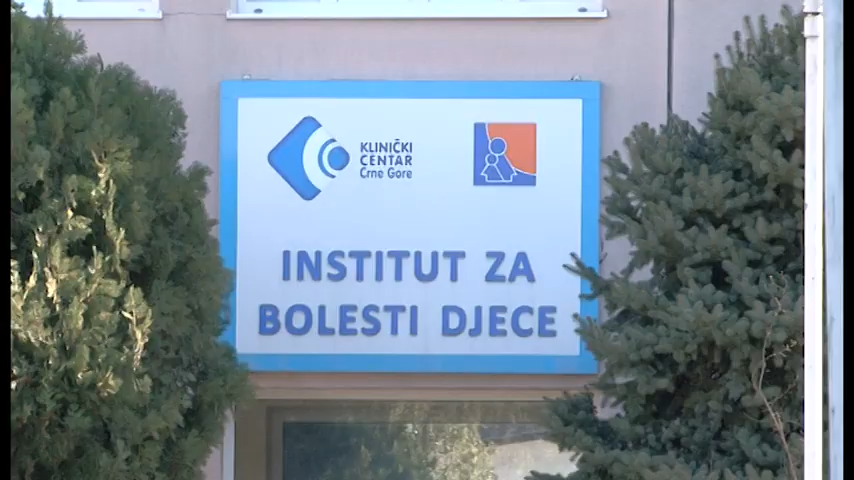 KLINIČKI
CENTAR
Crne Gore
INSTITUT ZA
BOLESTI DJECE